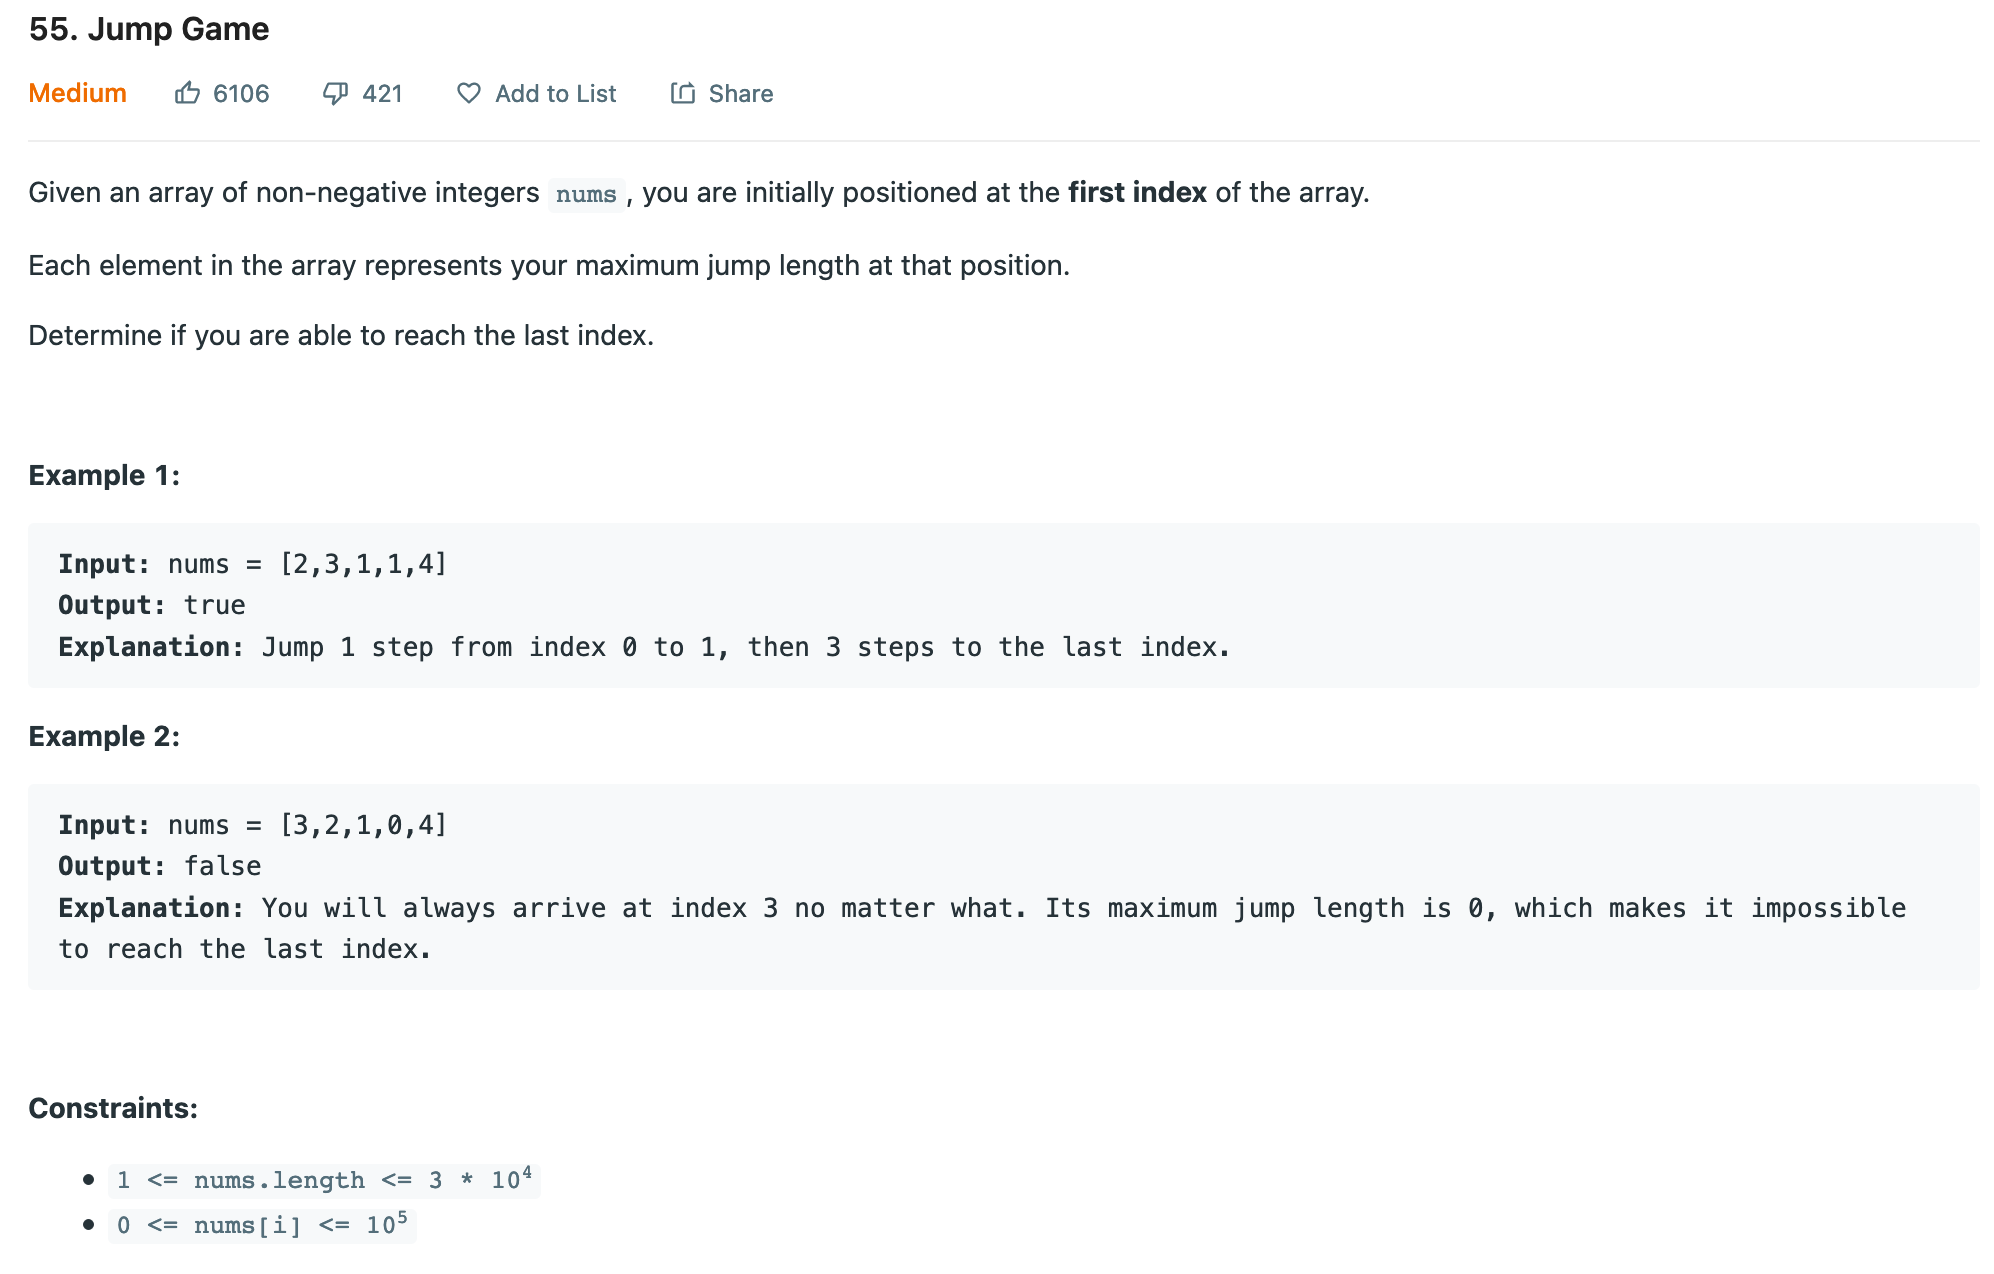 55. Jump Game
Medium 6106 421 Add to List Share
Given an array of non-negative integers nums , you are initially positioned at the first index of the array.
Each element in the array represents your maximum jump length at that position.
Determine if you are able to reach the last index.
Example 1:
Input: nums = [2,3,1,1,4]
Output: true
Explanation: Jump 1 step from index 0 to 1, then 3 steps to the last index.
Example 2:
Input: nums = [3,2,1,0,4]
Output: false
Explanation: You will always arrive at index 3 no matter what. Its maximum jump length is 0, which makes it impossible
to reach the last index.
Constraints:
1 <= nums.length <= 3 * 10⁴
0 <= nums[i] <= 10⁵